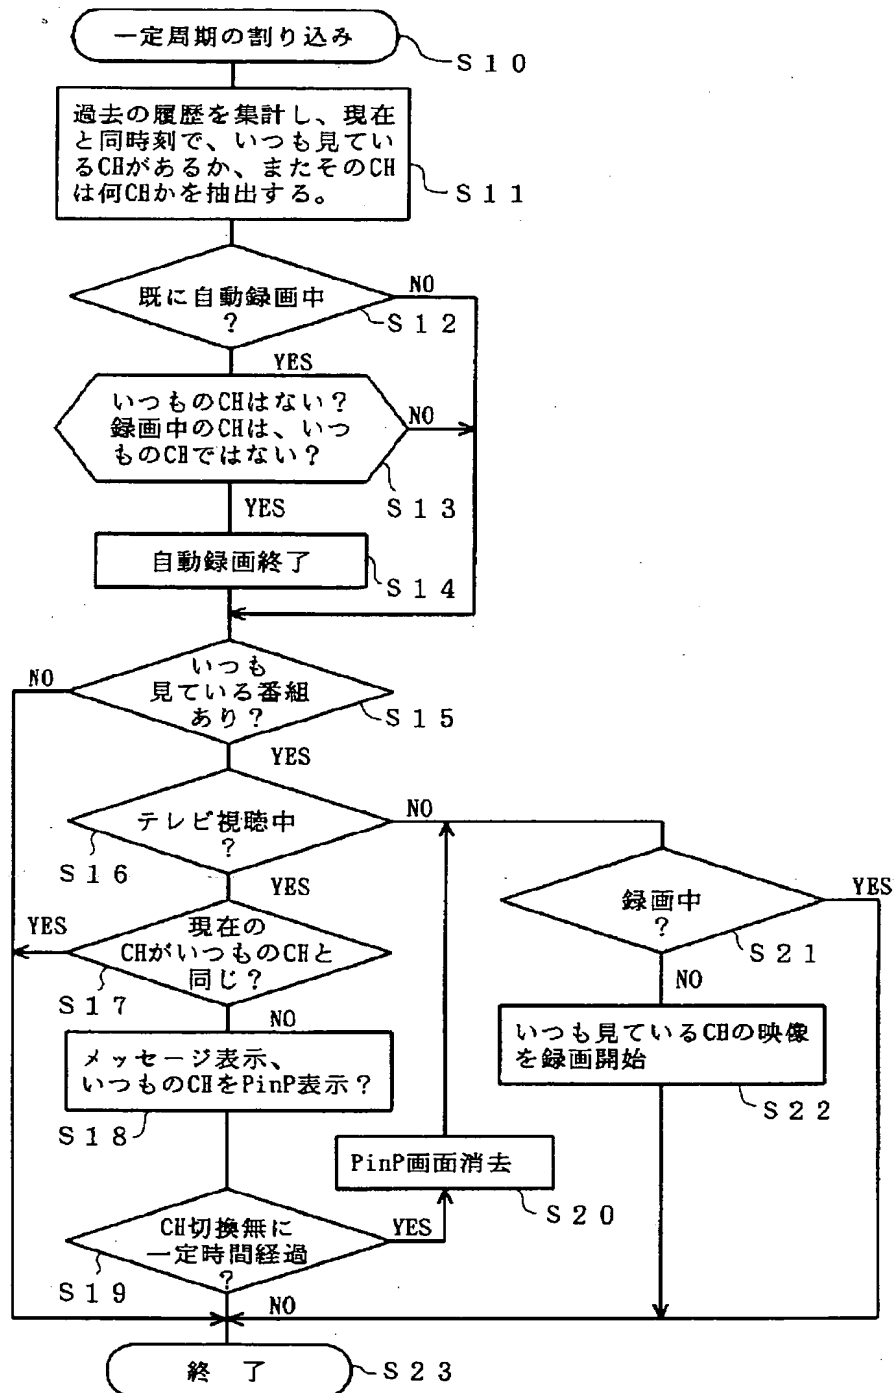 一定周期の割り込み
S10
過去の履歴を集計し、現在
と同時刻で、いつも見てい
るCHがあるか、またそのCH
は何CHかを抽出する。
S11
既に自動録画中
?
NO
S12
YES
いつものCHはない?
録画中のCHは、いつ
ものCHではない?
NO
S13
YES
自動録画終了
S14
いつも
見ている番組
あり?
NO
S15
YES
テレビ視聴中
?
NO
S16
YES
現在の
CHがいつものCHと
同じ?
YES
S17
NO
メッセージ表示、
いつものCHをPinP表示?
S18
CH切換無に
一定時間経過
?
YES
S19
NO
PinP画面消去
S20
録画中
?
YES
S21
NO
いつも見ているCHの映像
を録画開始
S22
終 了
S23